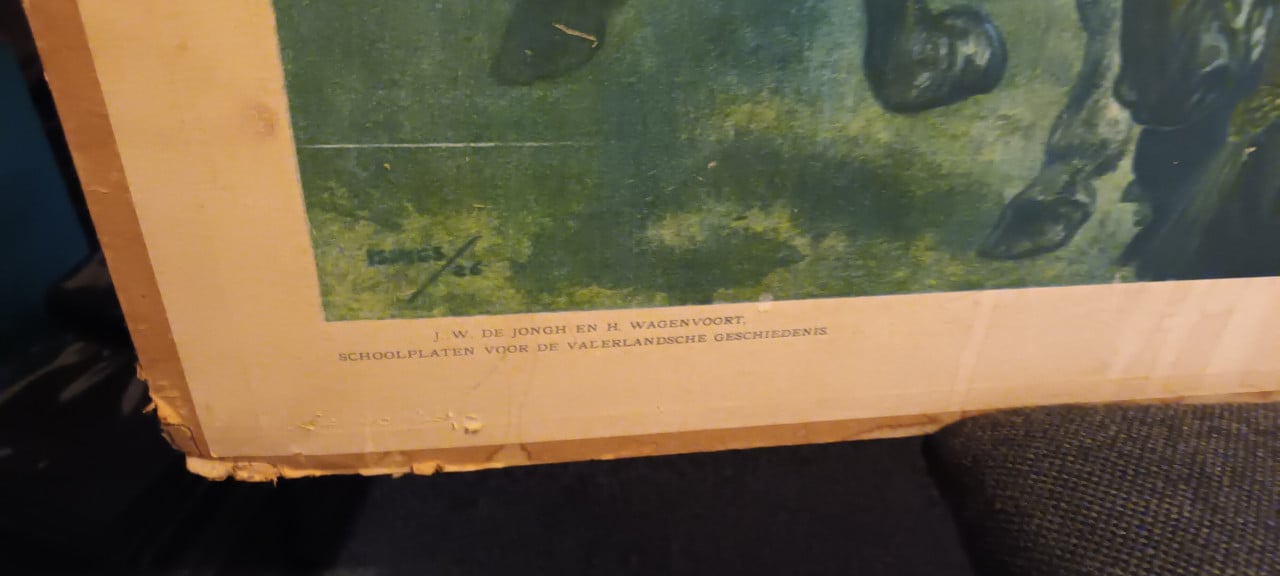 J. W. DE JONGH EN H. WAGENVOORT,
SCHOOLPLATEN VOOR DE VADERLANDSCHE GESCHIEDENIS.